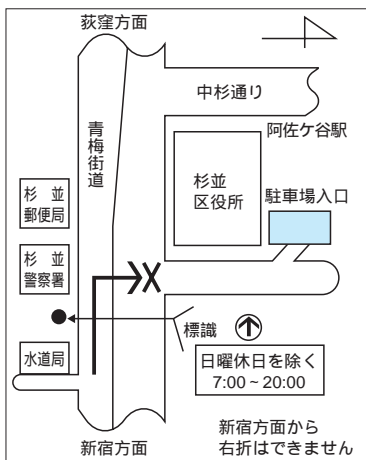 荻窪方面
中杉通り
阿佐ケ谷駅
青梅街道
杉並
区役所
駐車場入口
杉並
郵便局
杉並
警察署
標識
水道局
日曜休日を除く
7:00~20:00
新宿方面
新宿方面から
右折はできません